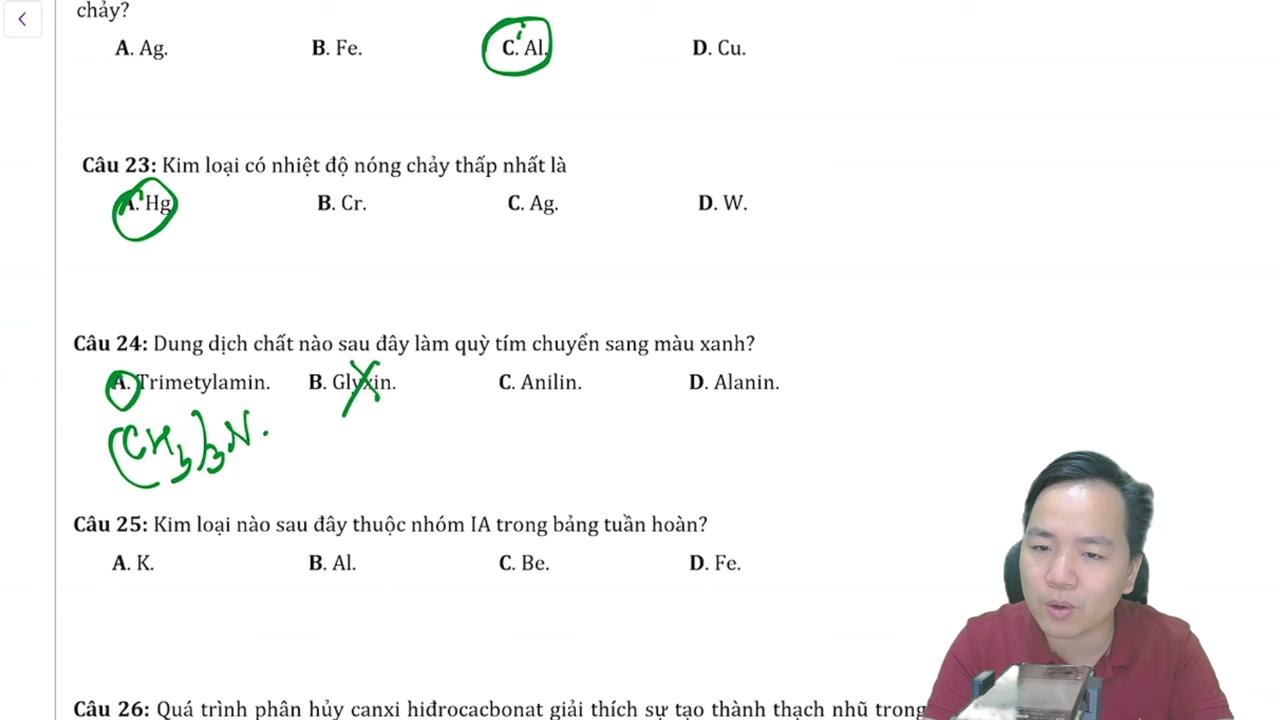 chảy?
A. Ag. B. Fe. C. Al. D. Cu.
Câu 23: Kim loại có nhiệt độ nóng chảy thấp nhất là
A. Hg. B. Cr. C. Ag. D. W.
Câu 24: Dung dịch chất nào sau đây làm quỳ tím chuyển sang màu xanh?
A. Trimetylamin. B. Glyxin. C. Anilin. D. Alanin.
(CH3)3N.
Câu 25: Kim loại nào sau đây thuộc nhóm IA trong bảng tuần hoàn?
A. K. B. Al. C. Be. D. Fe.
Câu 26: Quá trình phân hủy canxi hiđrocacbonat giải thích sự tạo thành thạch nhũ trong